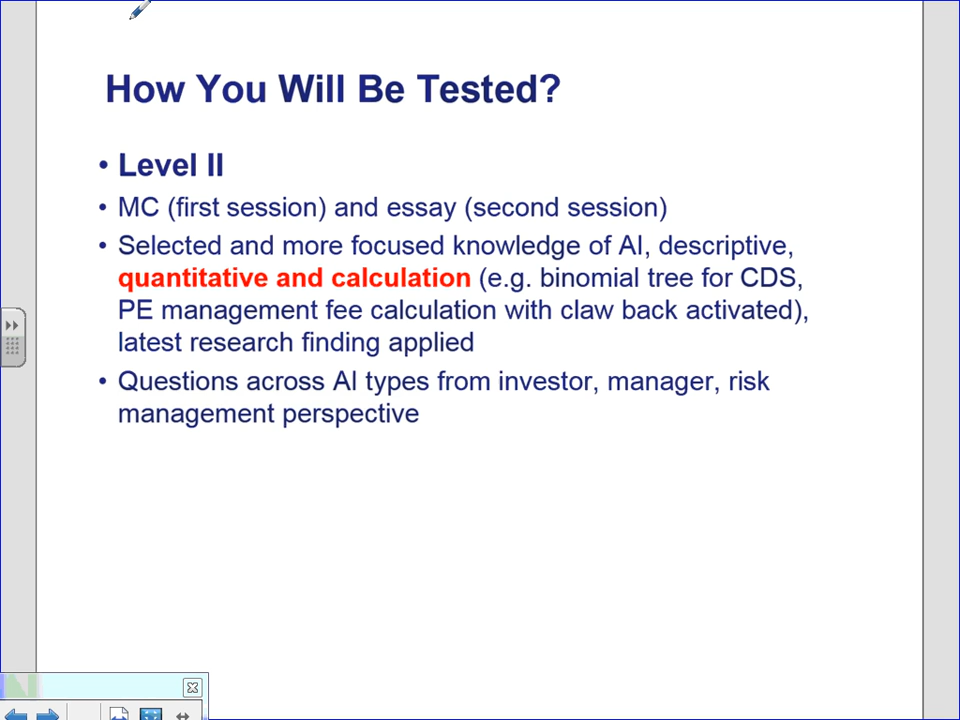 How You Will Be Tested?
• Level II
• MC (first session) and essay (second session)
• Selected and more focused knowledge of AI, descriptive,
quantitative and calculation (e.g. binomial tree for CDS,
PE management fee calculation with claw back activated),
latest research finding applied
• Questions across AI types from investor, manager, risk
management perspective